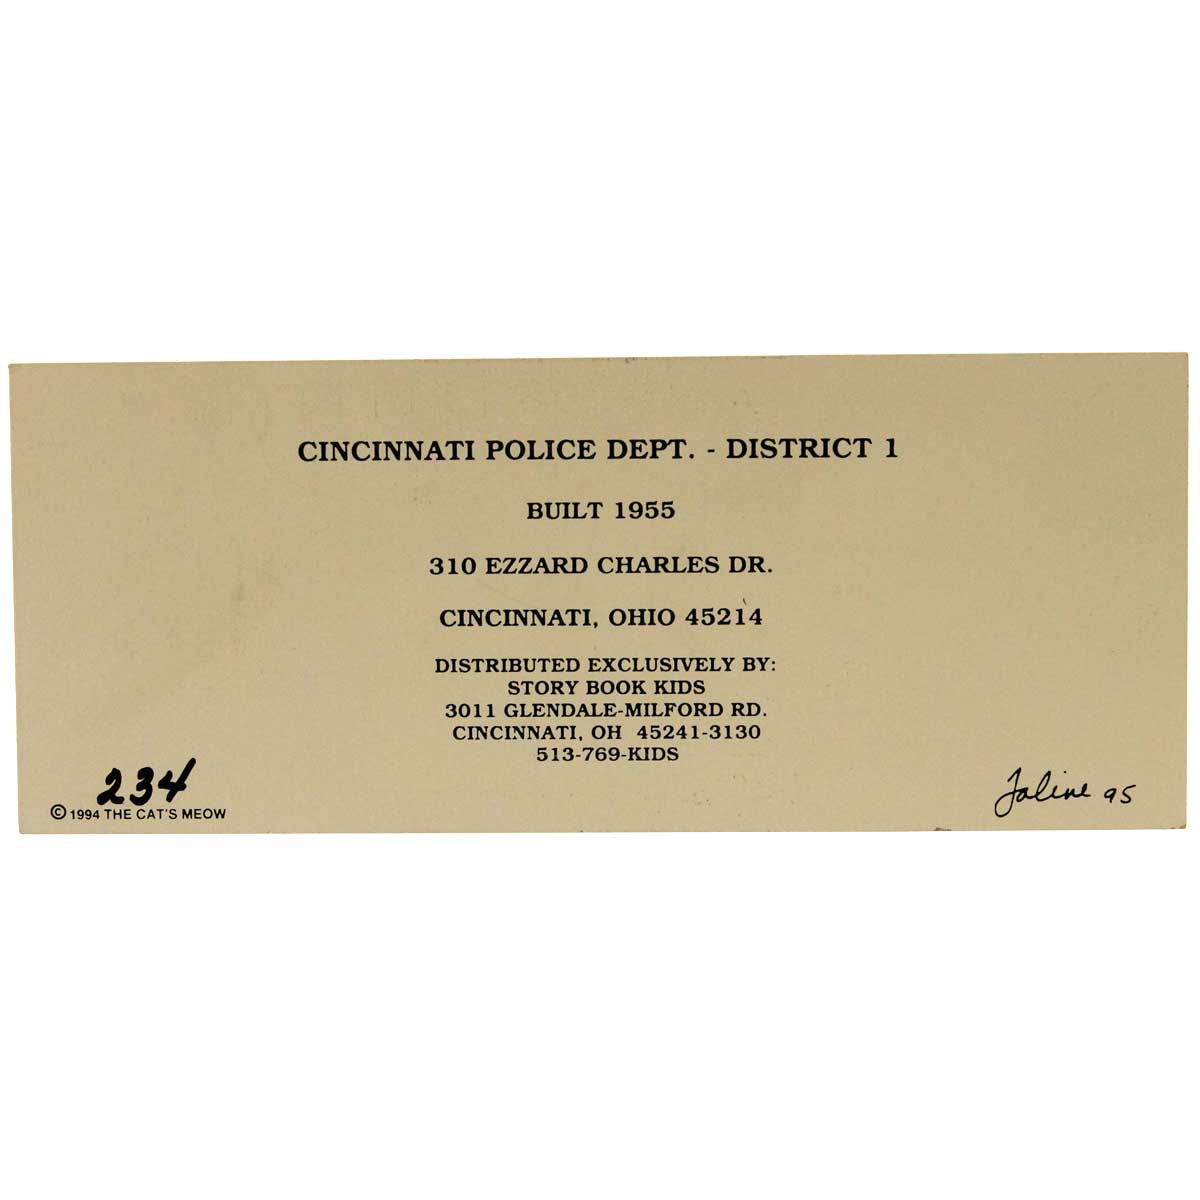 CINCINNATI POLICE DEPT. - DISTRICT 1
BUILT 1955
310 EZZARD CHARLES DR.
CINCINNATI, OHIO 45214
DISTRIBUTED EXCLUSIVELY BY:
STORY BOOK KIDS
3011 GLENDALE-MILFORD RD.
CINCINNATI, OH 45241-3130
513-769-KIDS
234
© 1994 THE CAT'S MEOW
Faline 95